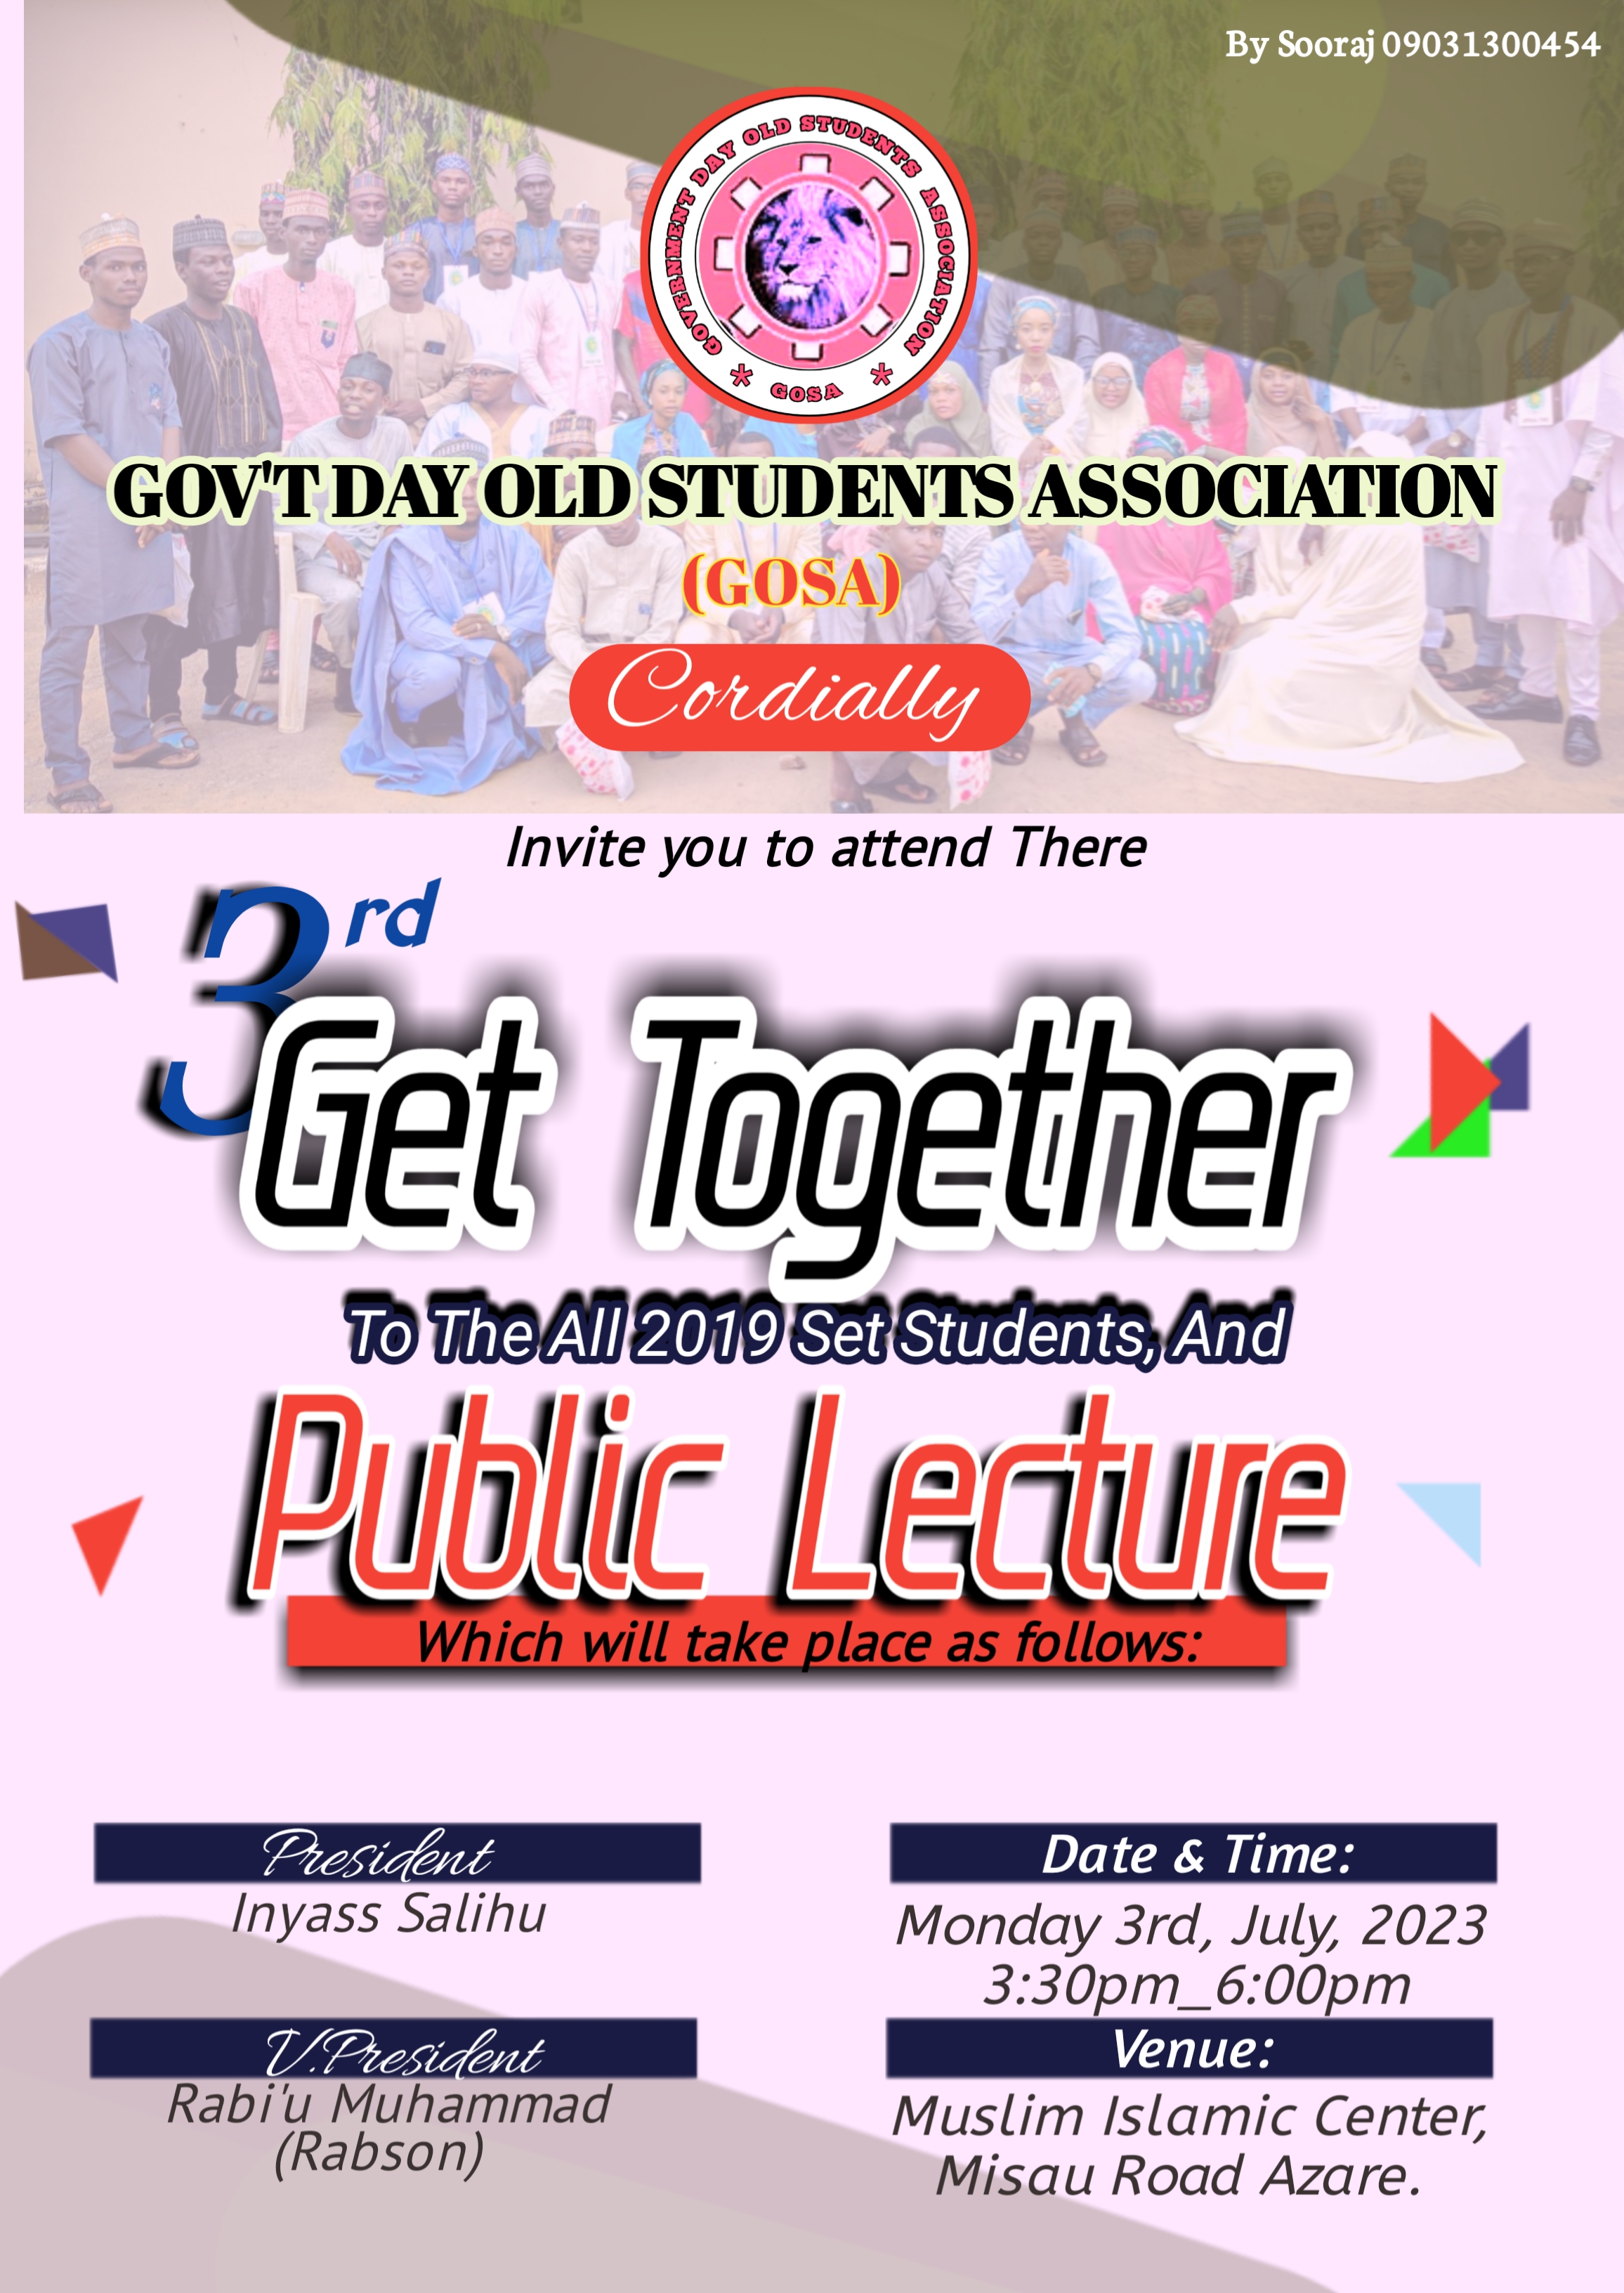 By Sooraj 09031300454
GOVERNMENT DAY OLD STUDENTS ASSOCIATION
* GOSA *
GOV'T DAY OLD STUDENTS ASSOCIATION
(GOSA)
Cordially
Invite you to attend There
3rd
Get Together
To The All 2019 Set Students, And
Public Lecture
Which will take place as follows:
President
Inyass Salihu
V.President
Rabi'u Muhammad
(Rabson)
Date & Time:
Monday 3rd, July, 2023
3:30pm_6:00pm
Venue:
Muslim Islamic Center,
Misau Road Azare.